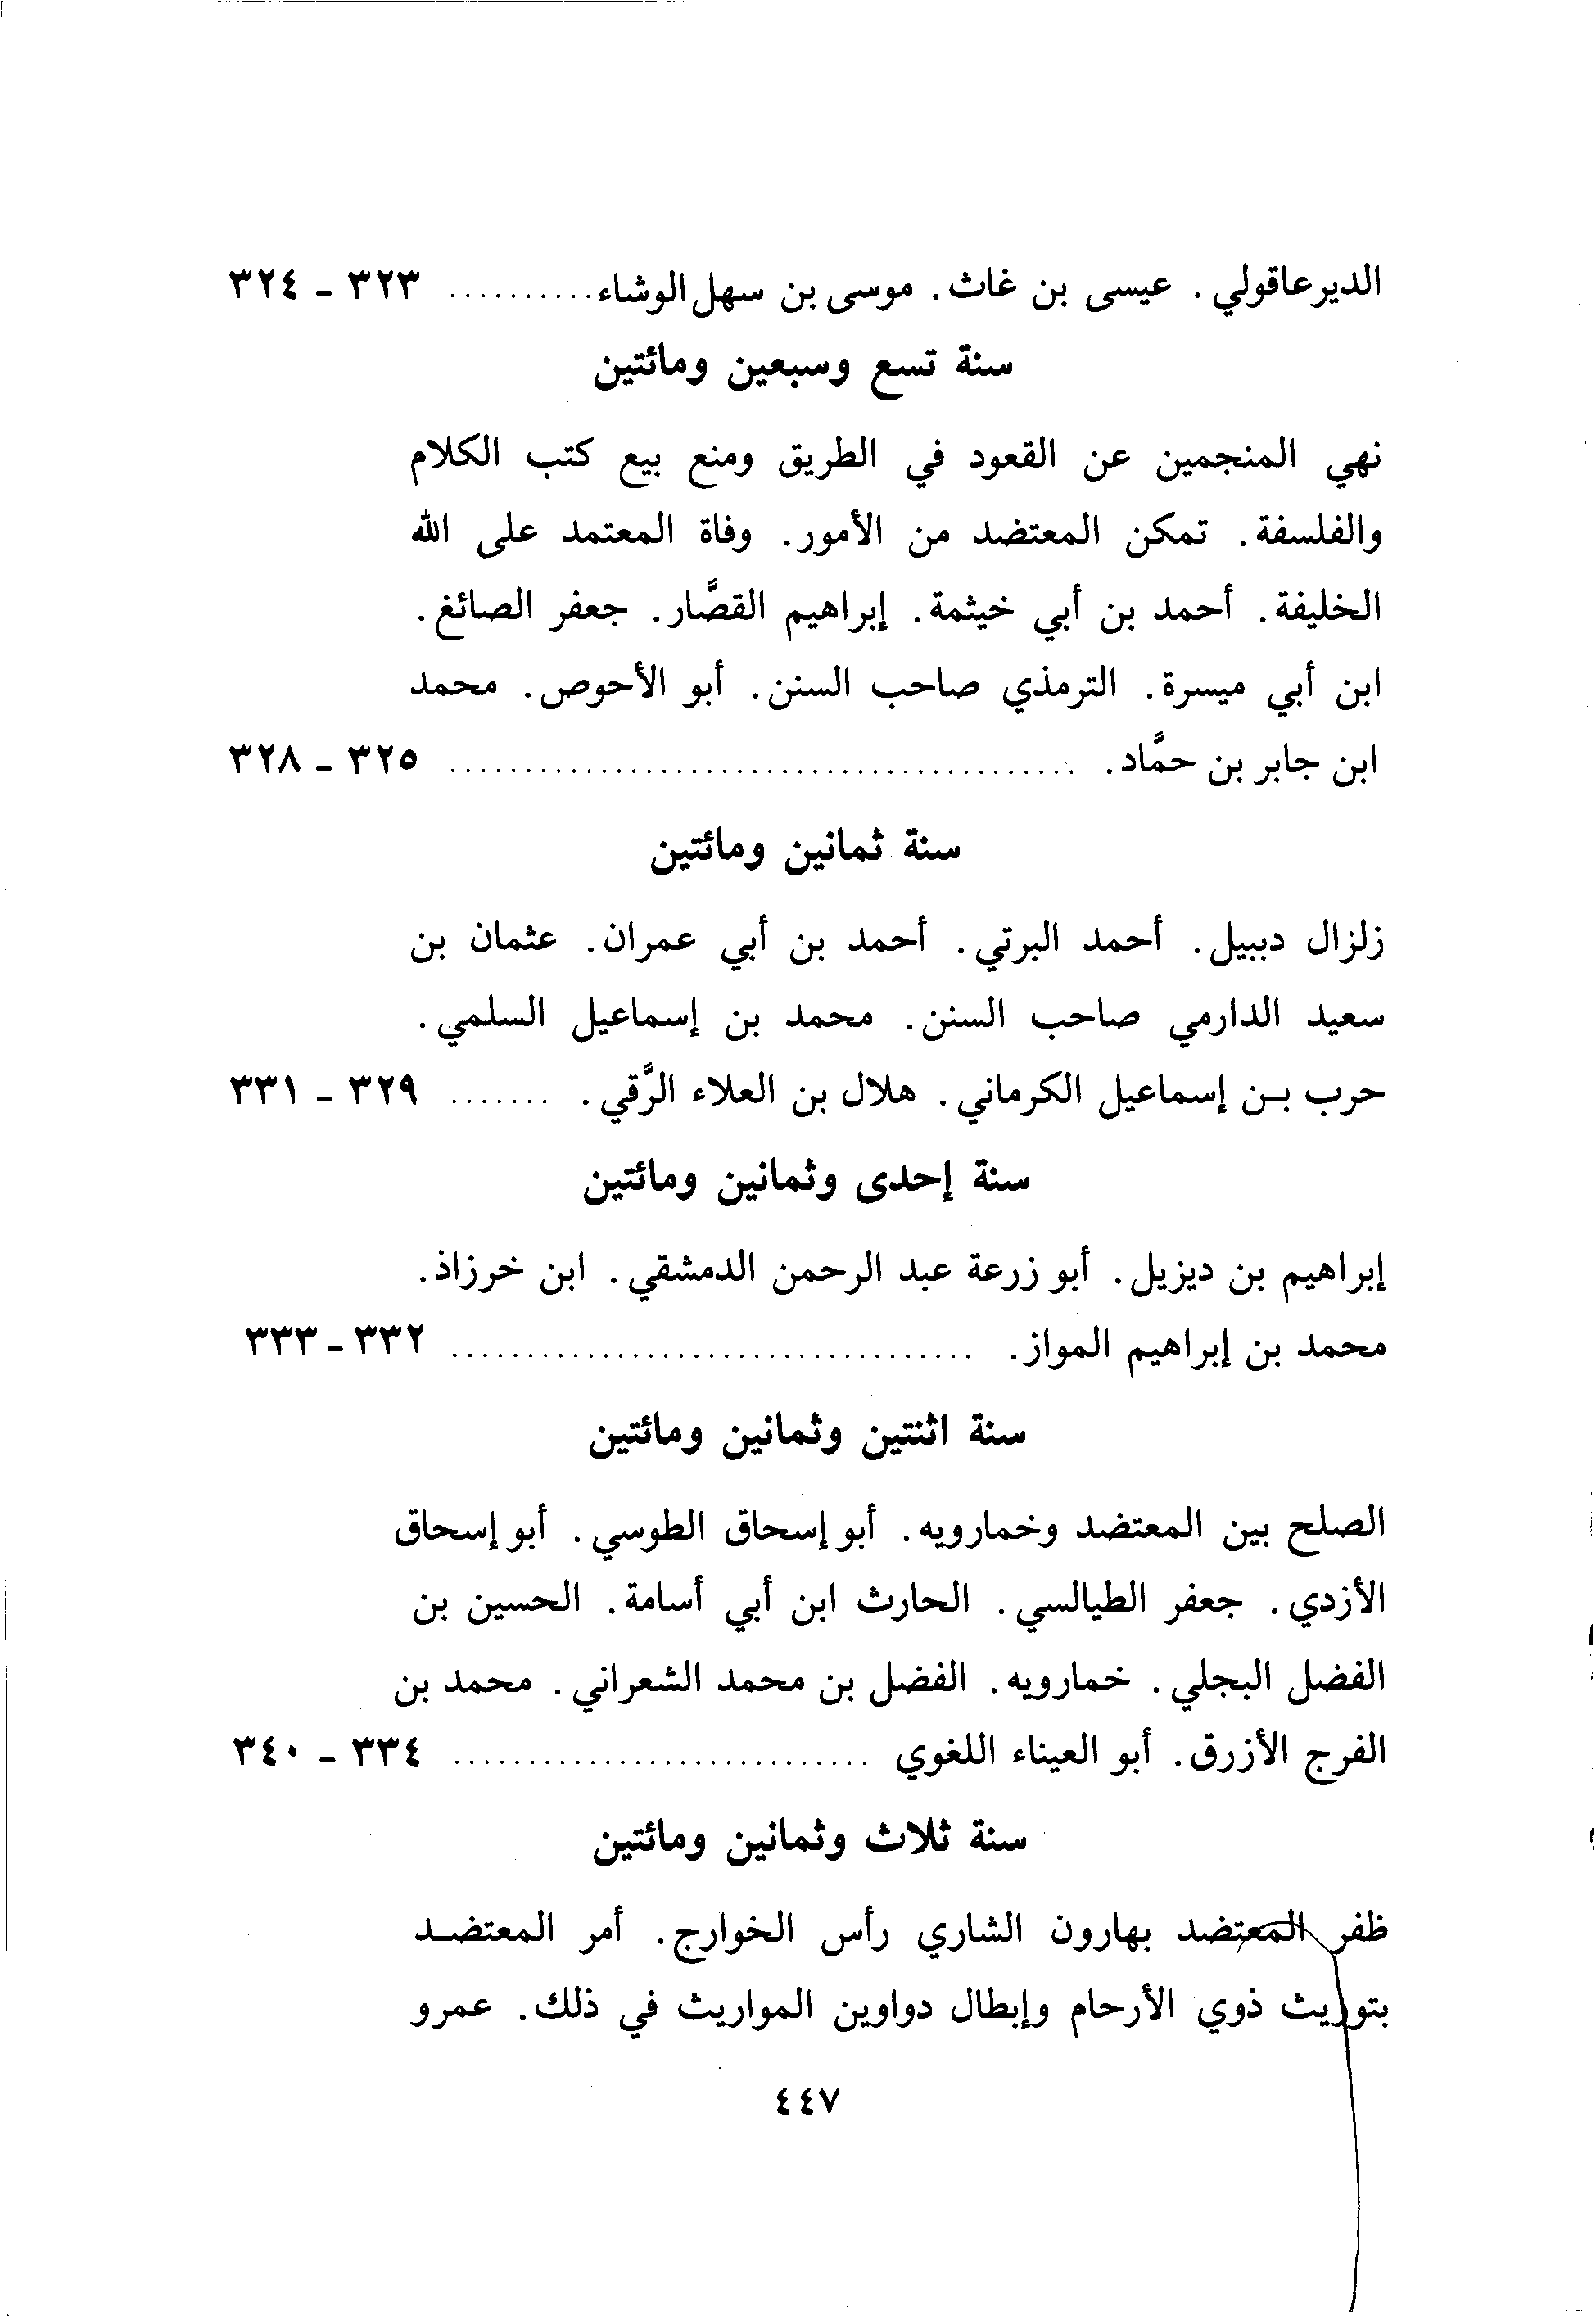 الديرعاقولي. عيسى بن غاث. موسى بن سهل الوشاء .......... ٣٢٣ - ٣٢٤
سنة تسع وسبعين ومائتين
نهي المنجمين عن القعود في الطريق ومنع بيع كتب الكلام
والفلسفة. تمكن المعتضد من الأمور. وفاة المعتمد على الله
الخليفة. أحمد بن أبي خيثمة. إبراهيم القصَّار. جعفر الصائغ.
ابن أبي ميسرة. الترمذي صاحب السنن. أبو الأحوص. محمد
ابن جابر بن حمَّاد. .......................................... ٣٢٥ - ٣٢٨
سنة ثمانين ومائتين
زلزال دبيل. أحمد البرتي. أحمد بن أبي عمران. عثمان بن
سعيد الدارمي صاحب السنن. محمد بن إسماعيل السلمي.
حرب بـن إسماعيل الكرماني. هلال بن العلاء الرَّقي. ....... ٣٢٩ - ٣٣١
سنة إحدى وثمانين ومائتين
إبراهيم بن ديزيل. أبو زرعة عبد الرحمن الدمشقي. ابن خرزاذ.
محمد بن إبراهيم المواز. ................................... ٣٣٢ - ٣٣٣
سنة اثنتين وثمانين ومائتين
الصلح بين المعتضد وخمارويه. أبو إسحاق الطوسي. أبو إسحاق
الأزدي. جعفر الطيالسي. الحارث ابن أبي أسامة. الحسين بن
الفضل البجلي. خمارويه. الفضل بن محمد الشعراني. محمد بن
الفرج الأزرق. أبو العيناء اللغوي ............................ ٣٣٤ - ٣٤٠
سنة ثلاث وثمانين ومائتين
ظفر المعتضد بهارون الشاري رأس الخوارج. أمر المعتضـد
بتوريث ذوي الأرحام وإبطال دواوين المواريث في ذلك. عمرو
٤٤٧